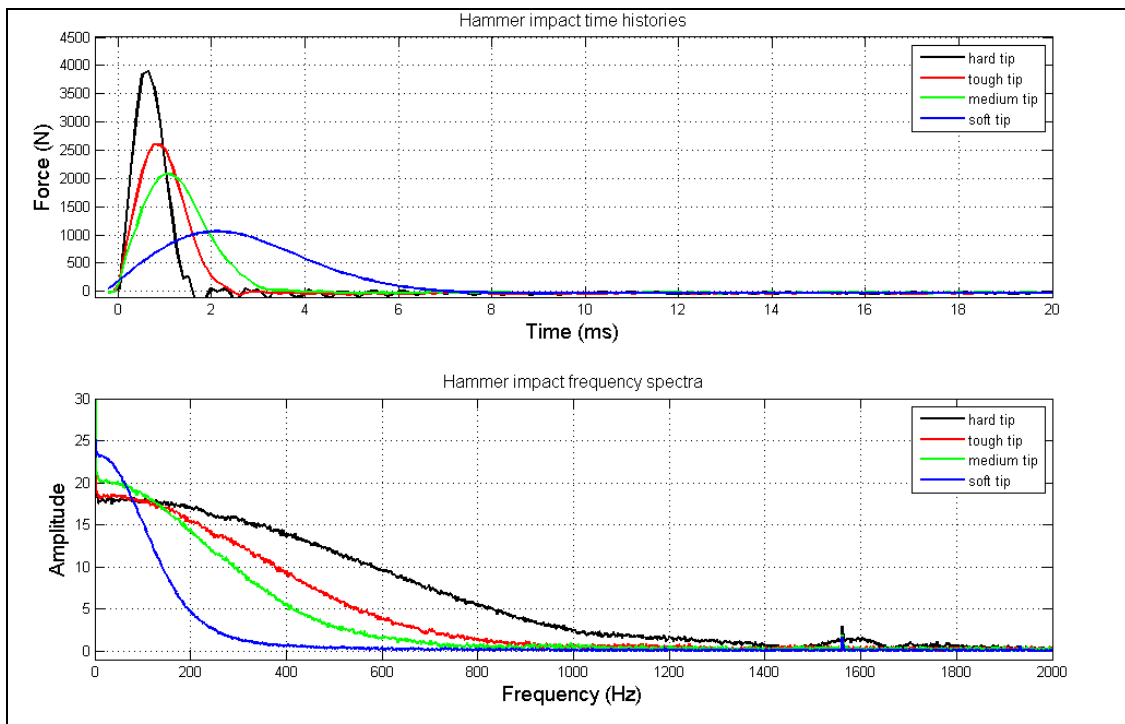 Hammer impact time histories
4500
4000
3500
3000
2500
2000
1500
1000
500
0
Force (N)
hard tip
tough tip
medium tip
soft tip
0 2 4 6 8 10 12 14 16 18 20
Time (ms)
Hammer impact frequency spectra
30
25
20
15
10
5
0
Amplitude
hard tip
tough tip
medium tip
soft tip
0 200 400 600 800 1000 1200 1400 1600 1800 2000
Frequency (Hz)